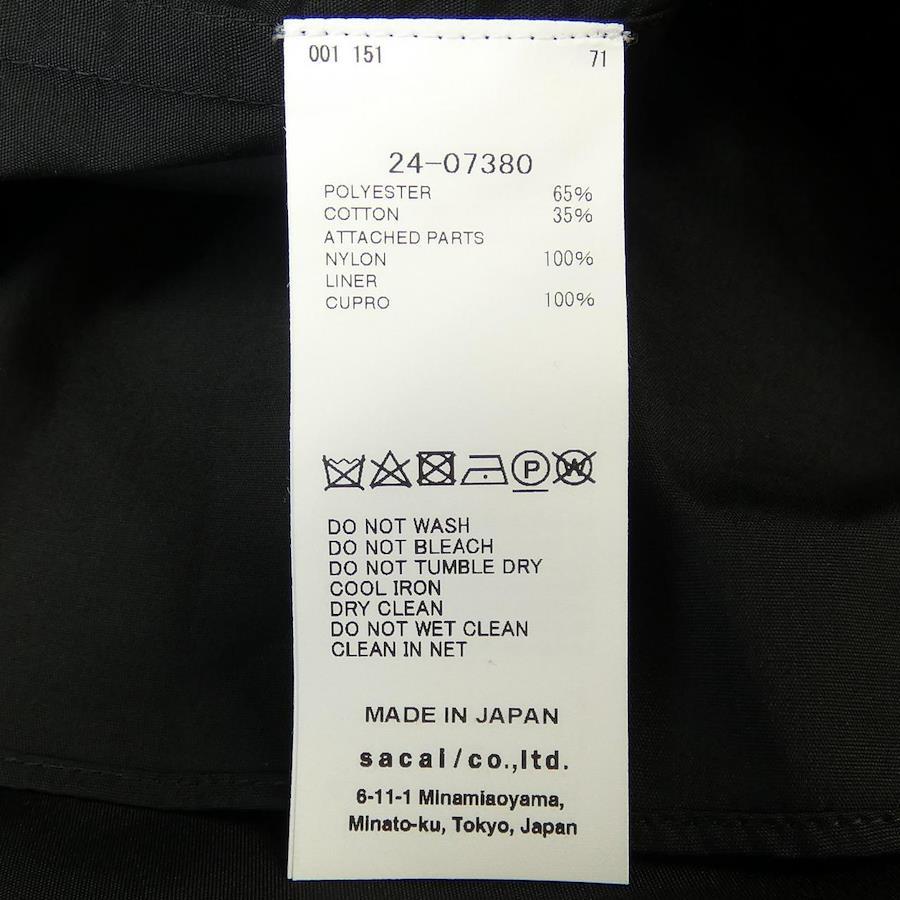 001 151 71
24-07380
POLYESTER 65%
COTTON 35%
ATTACHED PARTS
NYLON 100%
LINER
CUPRO 100%
P W
DO NOT WASH
DO NOT BLEACH
DO NOT TUMBLE DRY
COOL IRON
DRY CLEAN
DO NOT WET CLEAN
CLEAN IN NET
MADE IN JAPAN
sacai/co.,ltd.
6-11-1 Minamiaoyama,
Minato-ku, Tokyo, Japan